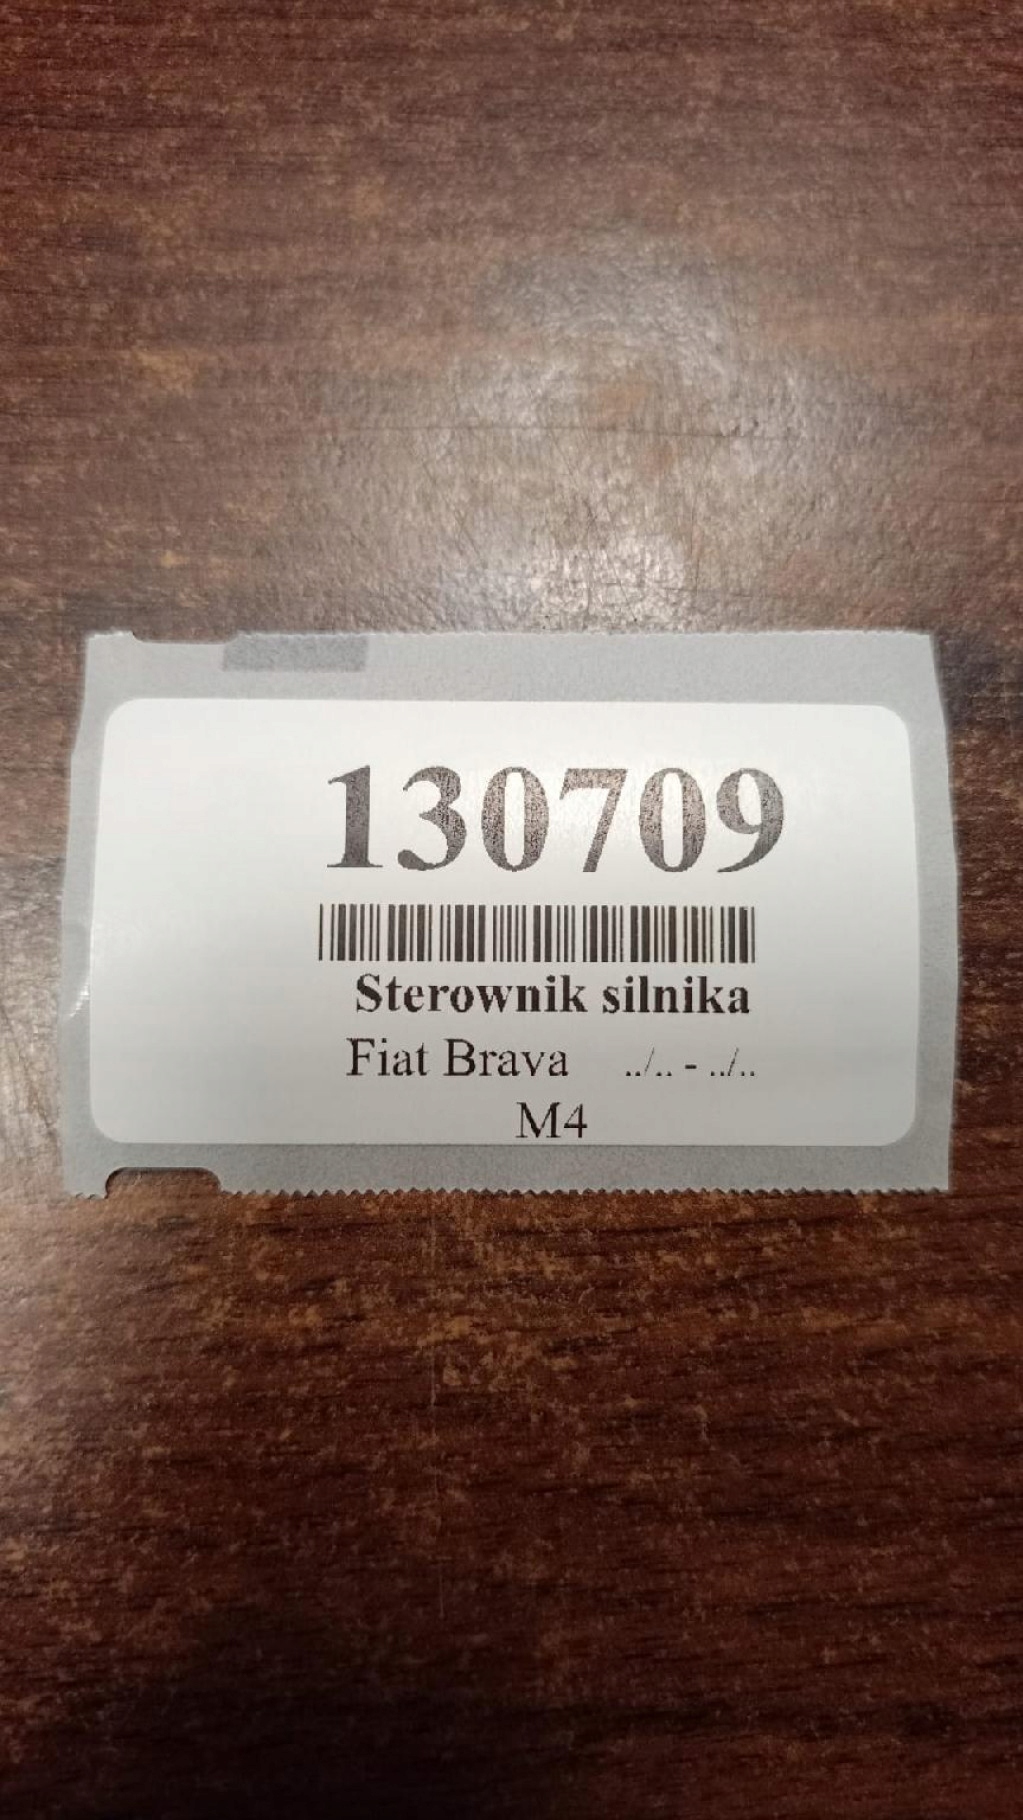 130709
Sterownik silnika
Fiat Brava ../.. - ../..
M4